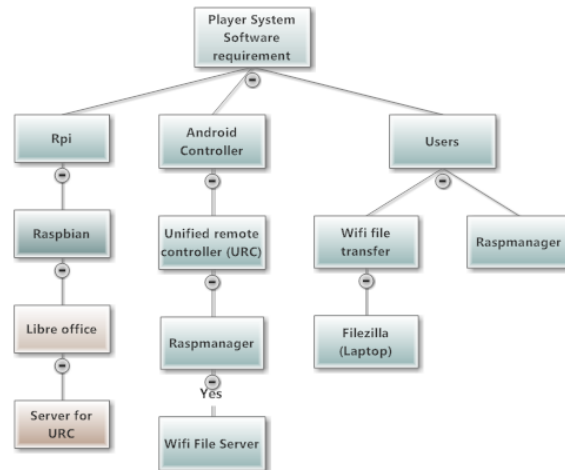 Player System
Software
requirement
Rpi
Android
Controller
Users
Raspbian
Unified remote
controller (URC)
Wifi file
transfer
Raspmanager
Libre office
Raspmanager
Filezilla
(Laptop)
Yes
Server for
URC
Wifi File Server